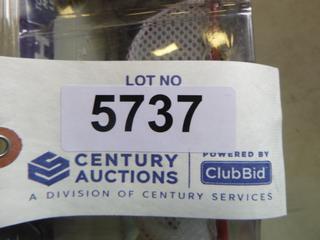 LOT NO
5737
CENTURY
AUCTIONS
POWERED BY
ClubBid
A DIVISION OF CENTURY SERVICES